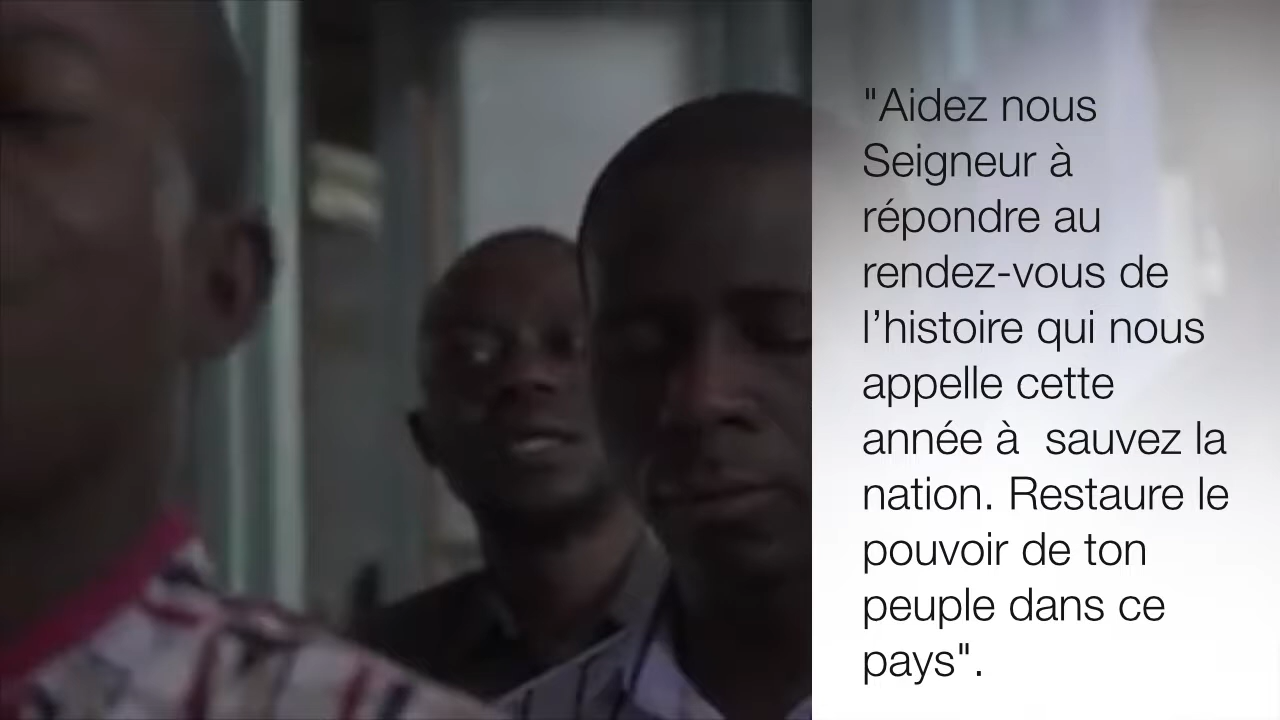 "Aidez nous
Seigneur à
répondre au
rendez-vous de
l’histoire qui nous
appelle cette
année à  sauvez la
nation. Restaure le
pouvoir de ton
peuple dans ce
pays".